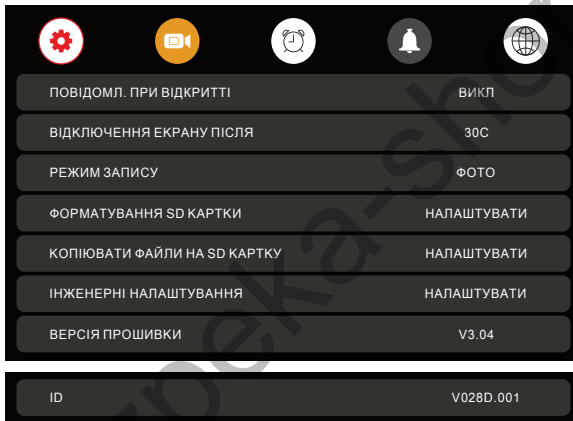 ПОВІДОМЛ. ПРИ ВІДКРИТТІ ВИКЛ
ВІДКЛЮЧЕННЯ ЕКРАНУ ПІСЛЯ 30С
РЕЖИМ ЗАПИСУ ФОТО
ФОРМАТУВАННЯ SD КАРТКИ НАЛАШТУВАТИ
КОПІЮВАТИ ФАЙЛИ НА SD КАРТКУ НАЛАШТУВАТИ
ІНЖЕНЕРНІ НАЛАШТУВАННЯ НАЛАШТУВАТИ
ВЕРСІЯ ПРОШИВКИ V3.04
ID V028D.001